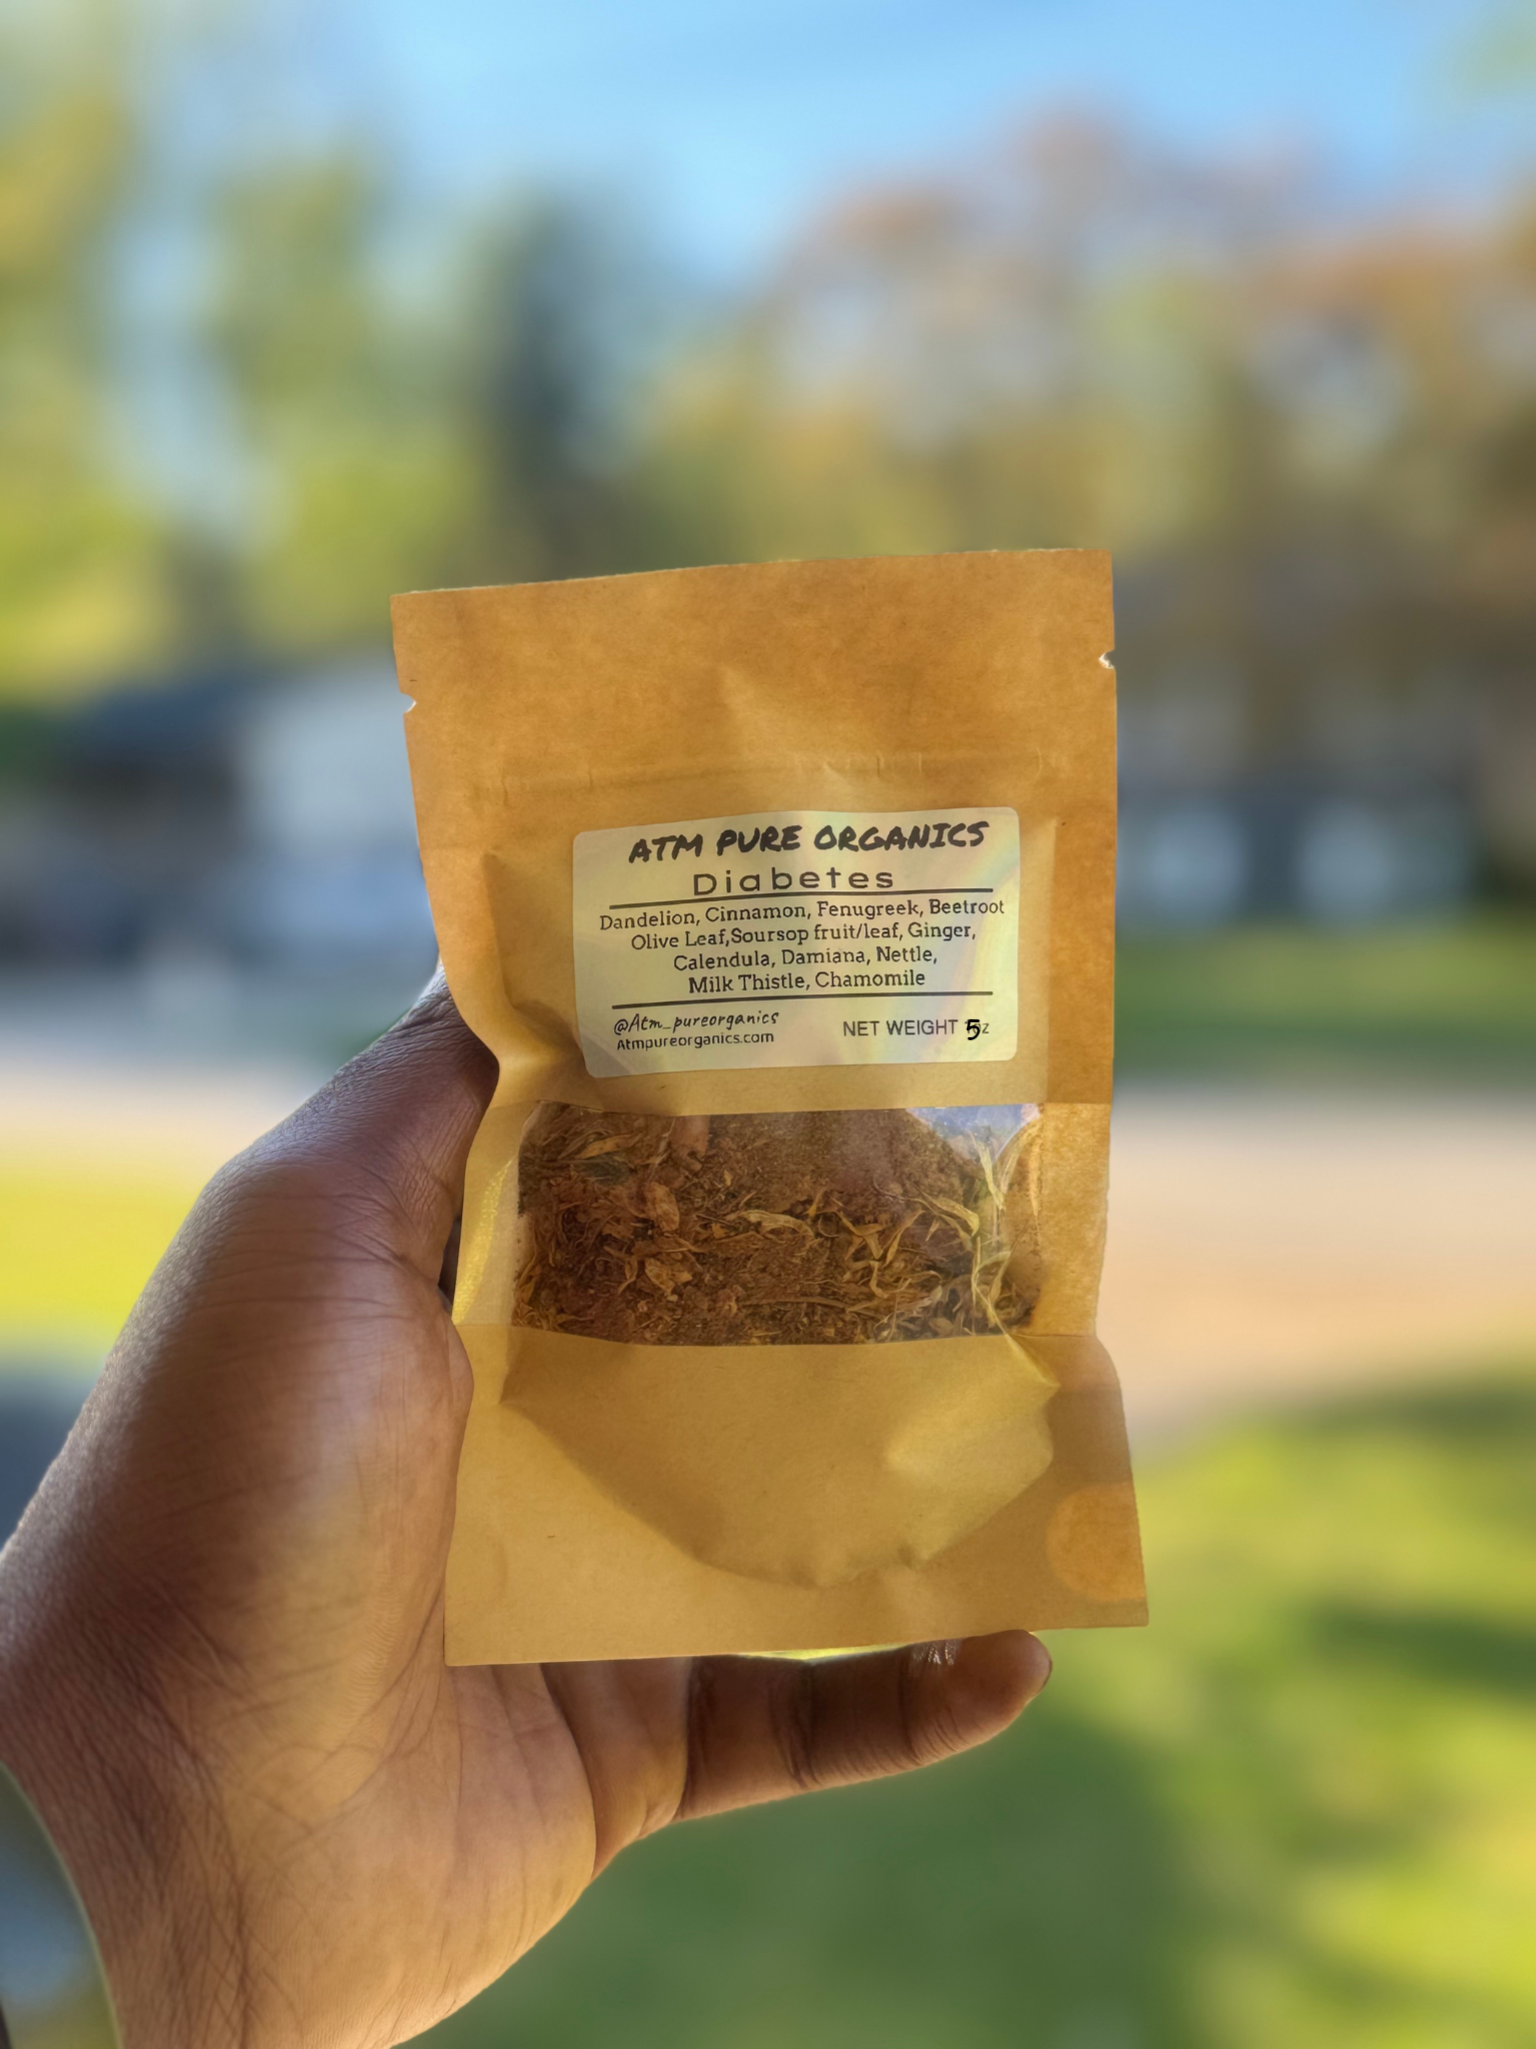 ATM PURE ORGANICS
Diabetes
Dandelion, Cinnamon, Fenugreek, Beetroot
Olive Leaf,Soursop fruit/leaf, Ginger,
Calendula, Damiana, Nettle,
Milk Thistle, Chamomile
@Atm_pureorganics
Atmpureorganics.com
NET WEIGHT 5oz